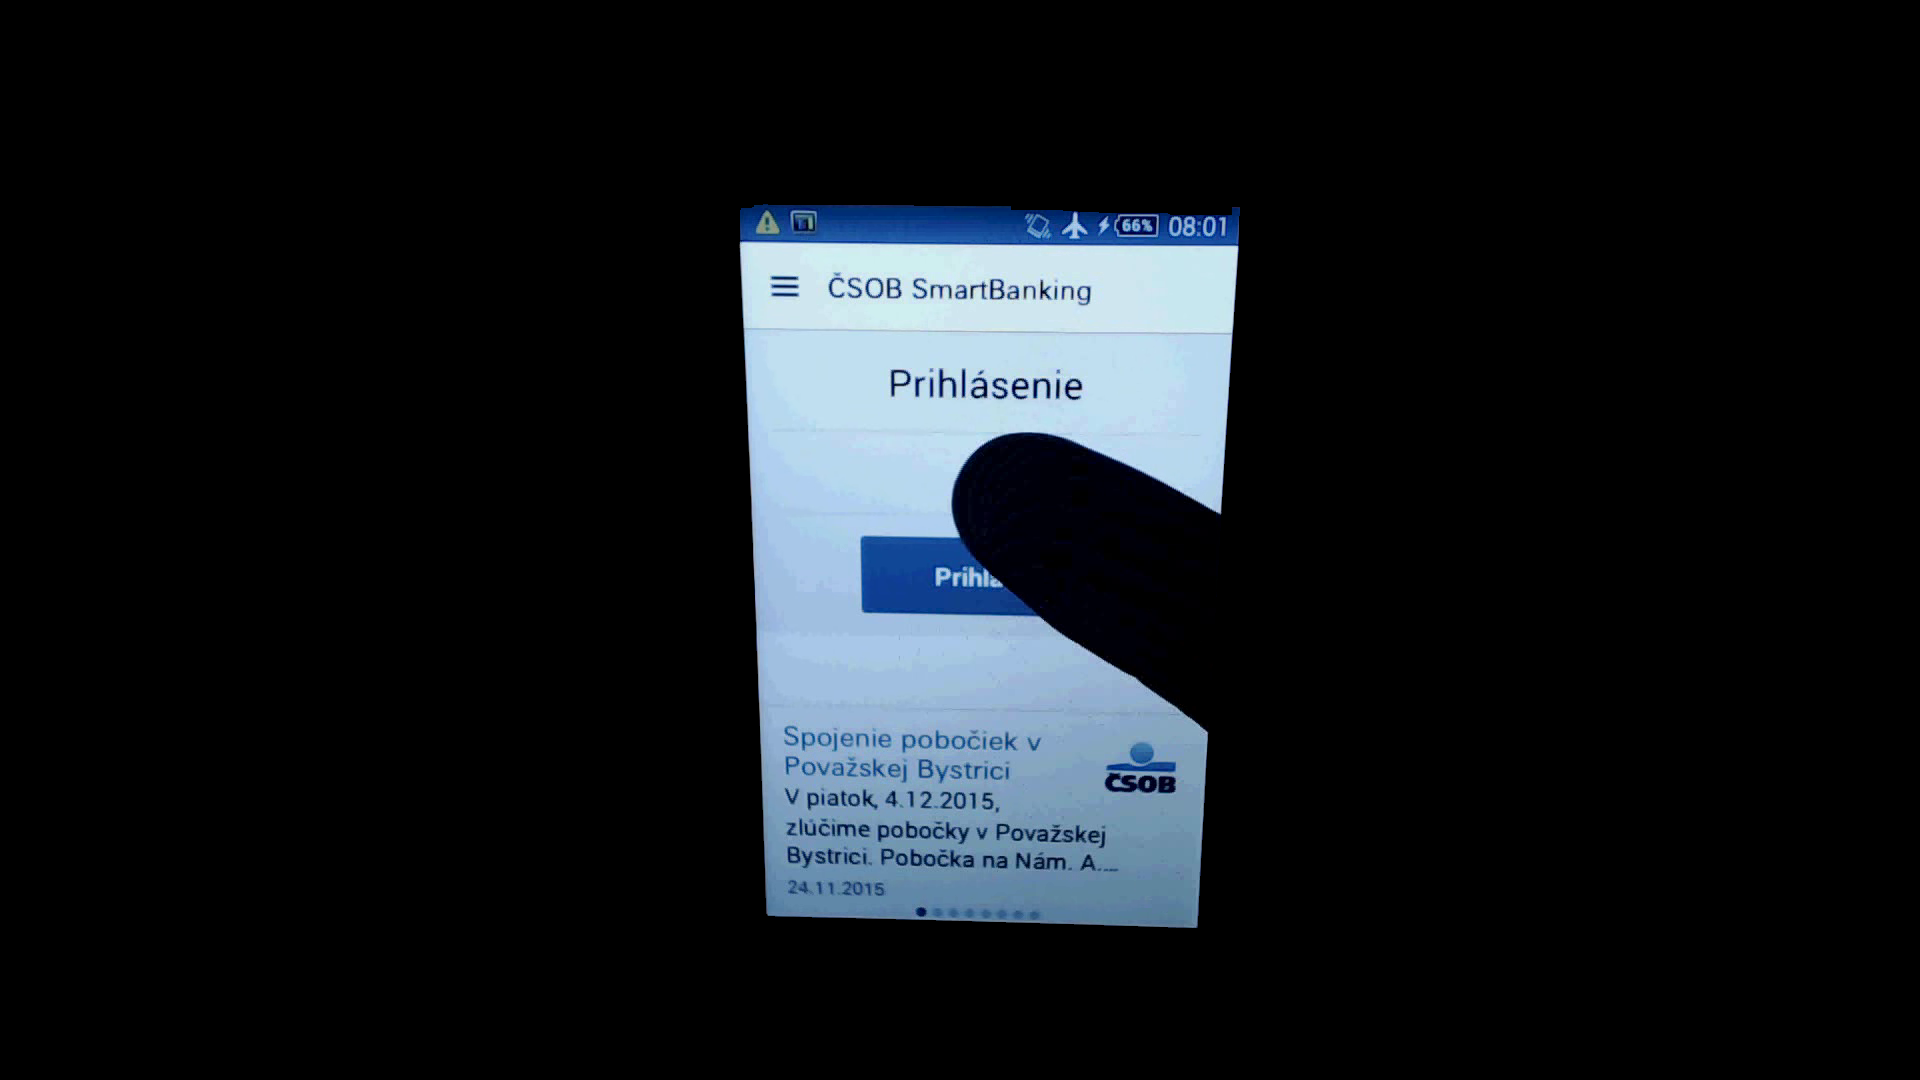 66% 08:01
ČSOB SmartBanking
Prihlásenie
Spojenie pobočiek v
Považskej Bystrici
ČSOB
V piatok, 4.12.2015,
zlúčime pobočky v Považskej
Bystrici. Pobočka na Nám. A....
24.11.2015